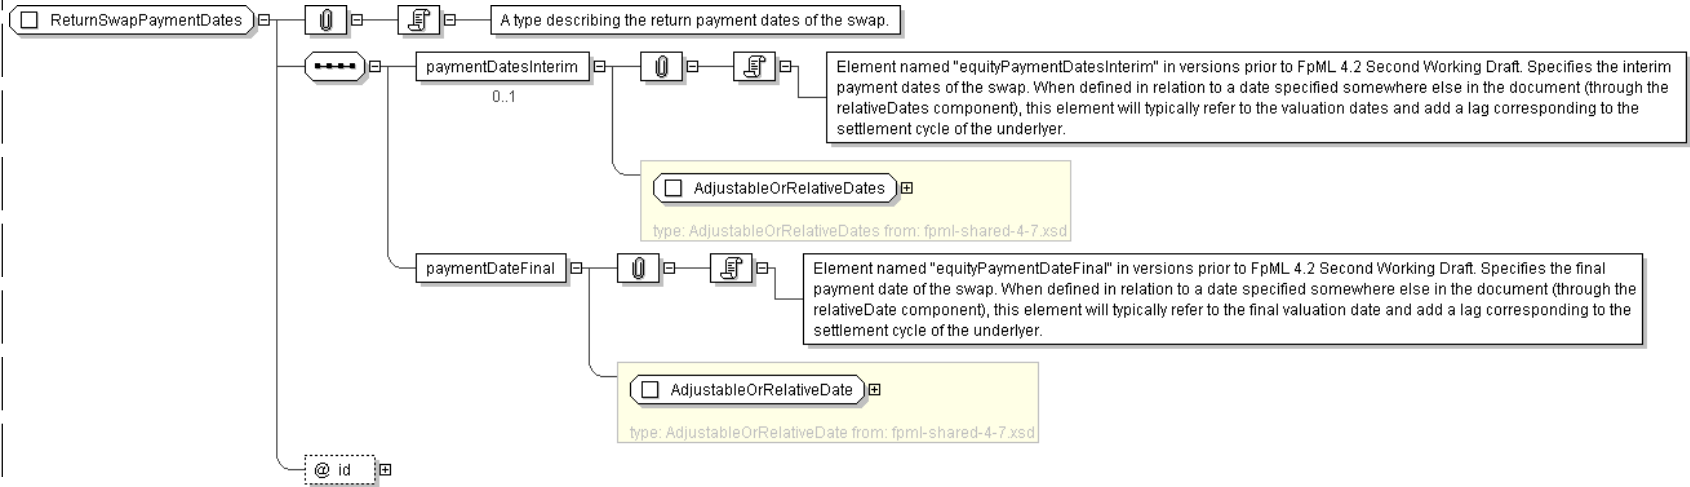 ReturnSwapPaymentDates
A type describing the return payment dates of the swap.
paymentDatesInterim
0..1
Element named "equityPaymentDatesInterim" in versions prior to FpML 4.2 Second Working Draft. Specifies the interim
payment dates of the swap. When defined in relation to a date specified somewhere else in the document (through the
relativeDates component), this element will typically refer to the valuation dates and add a lag corresponding to the
settlement cycle of the underlyer.
AdjustableOrRelativeDates
type: AdjustableOrRelativeDates from: fpml-shared-4-7.xsd
paymentDateFinal
Element named "equityPaymentDateFinal" in versions prior to FpML 4.2 Second Working Draft. Specifies the final
payment date of the swap. When defined in relation to a date specified somewhere else in the document (through the
relativeDate component), this element will typically refer to the final valuation date and add a lag corresponding to the
settlement cycle of the underlyer.
AdjustableOrRelativeDate
type: AdjustableOrRelativeDate from: fpml-shared-4-7.xsd
@ id